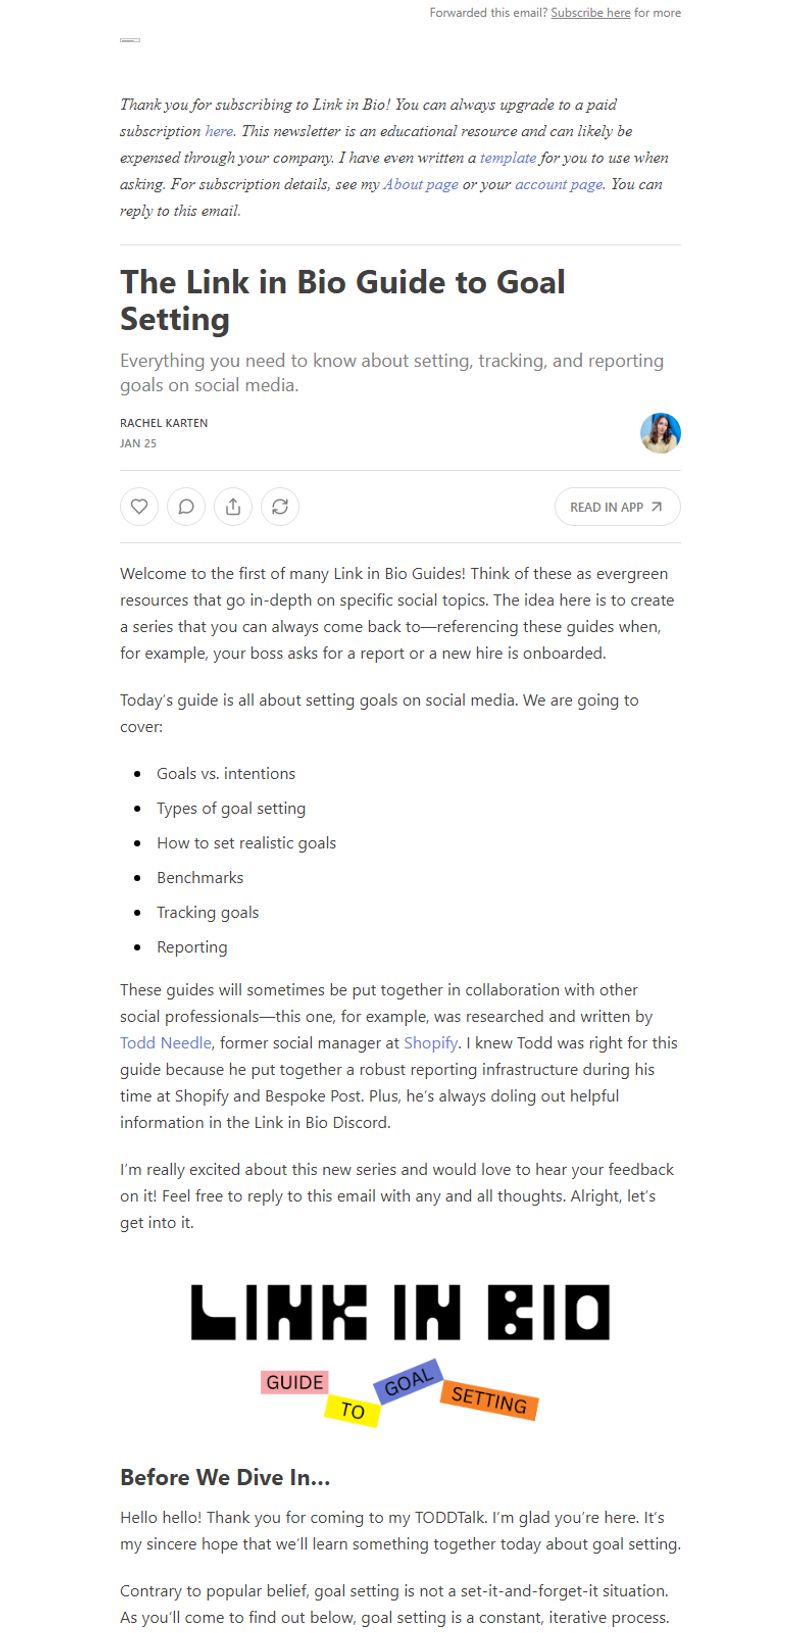 Forwarded this email? Subscribe here for more
Thank you for subscribing to Link in Bio! You can always upgrade to a paid
subscription here. This newsletter is an educational resource and can likely be
expensed through your company. I have even written a template for you to use when
asking. For subscription details, see my About page or your account page. You can
reply to this email.
The Link in Bio Guide to Goal
Setting
Everything you need to know about setting, tracking, and reporting
goals on social media.
RACHEL KARTEN
JAN 25
READ IN APP
Welcome to the first of many Link in Bio Guides! Think of these as evergreen
resources that go in-depth on specific social topics. The idea here is to create
a series that you can always come back to—referencing these guides when,
for example, your boss asks for a report or a new hire is onboarded.
Today's guide is all about setting goals on social media. We are going to
cover:
• Goals vs. intentions
• Types of goal setting
• How to set realistic goals
• Benchmarks
• Tracking goals
• Reporting
These guides will sometimes be put together in collaboration with other
social professionals—this one, for example, was researched and written by
Todd Needle, former social manager at Shopify. I knew Todd was right for this
guide because he put together a robust reporting infrastructure during his
time at Shopify and Bespoke Post. Plus, he's always doling out helpful
information in the Link in Bio Discord.
I'm really excited about this new series and would love to hear your feedback
on it! Feel free to reply to this email with any and all thoughts. Alright, let's
get into it.
LINK IN BIO
GUIDE TO GOAL SETTING
Before We Dive In…
Hello hello! Thank you for coming to my TODDTalk. I'm glad you're here. It's
my sincere hope that we'll learn something together today about goal setting.
Contrary to popular belief, goal setting is not a set-it-and-forget-it situation.
As you'll come to find out below, goal setting is a constant, iterative process.